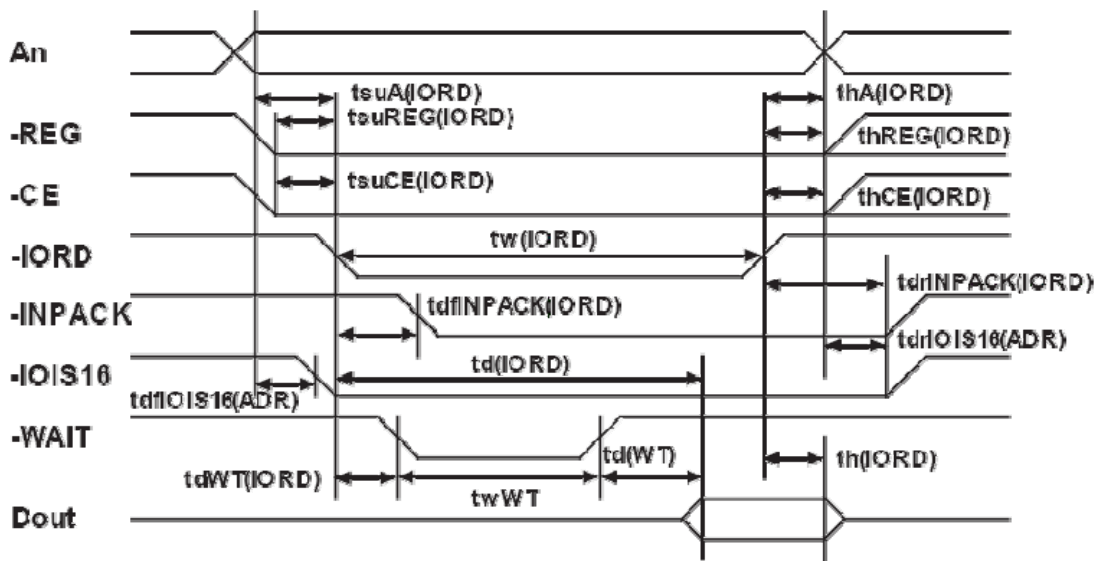 An
tsuA(IORD)
thA(IORD)
tsuREG(IORD)
-REG
thREG(IORD)
tsuCE(IORD)
-CE
thCE(IORD)
tw(IORD)
-IORD
tdrINPACK(IORD)
tdfINPACK(IORD)
-INPACK
tdrIOIS16(ADR)
td(IORD)
-IOIS16
tdfIOIS16(ADR)
-WAIT
td(WT)
th(IORD)
tdWT(IORD)
twWT
Dout